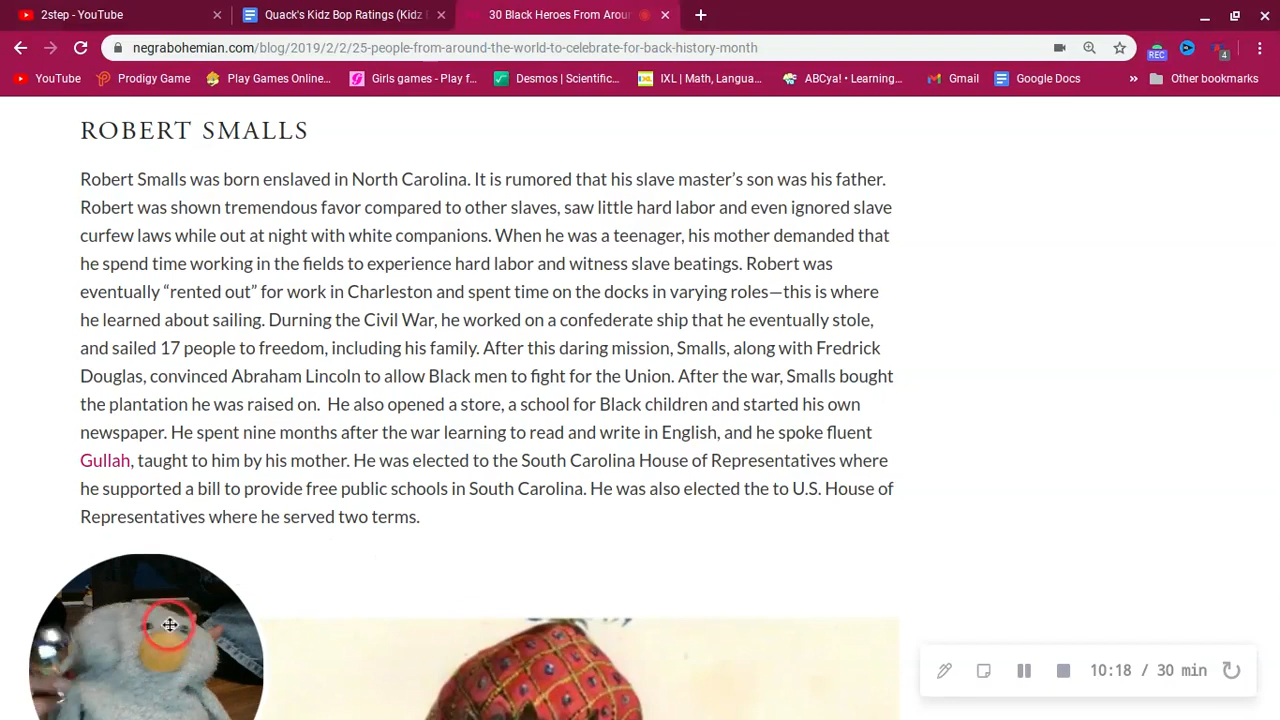 2step - YouTube
Quack's Kidz Bop Ratings (Kidz
30 Black Heroes From Arou
negrabohemian.com/blog/2019/2/2/25-people-from-around-the-world-to-celebrate-for-back-history-month
REC
4
YouTube
Prodigy Game
Play Games Online...
Girls games - Play f...
Desmos | Scientific...
IXL | Math, Langua...
ABCya! • Learning...
Gmail
Google Docs
»
Other bookmarks
ROBERT SMALLS
Robert Smalls was born enslaved in North Carolina. It is rumored that his slave master’s son was his father.
Robert was shown tremendous favor compared to other slaves, saw little hard labor and even ignored slave
curfew laws while out at night with white companions. When he was a teenager, his mother demanded that
he spend time working in the fields to experience hard labor and witness slave beatings. Robert was
eventually “rented out” for work in Charleston and spent time on the docks in varying roles—this is where
he learned about sailing. Durning the Civil War, he worked on a confederate ship that he eventually stole,
and sailed 17 people to freedom, including his family. After this daring mission, Smalls, along with Fredrick
Douglas, convinced Abraham Lincoln to allow Black men to fight for the Union. After the war, Smalls bought
the plantation he was raised on.  He also opened a store, a school for Black children and started his own
newspaper. He spent nine months after the war learning to read and write in English, and he spoke fluent
Gullah, taught to him by his mother. He was elected to the South Carolina House of Representatives where
he supported a bill to provide free public schools in South Carolina. He was also elected the to U.S. House of
Representatives where he served two terms.
10:18 / 30 min